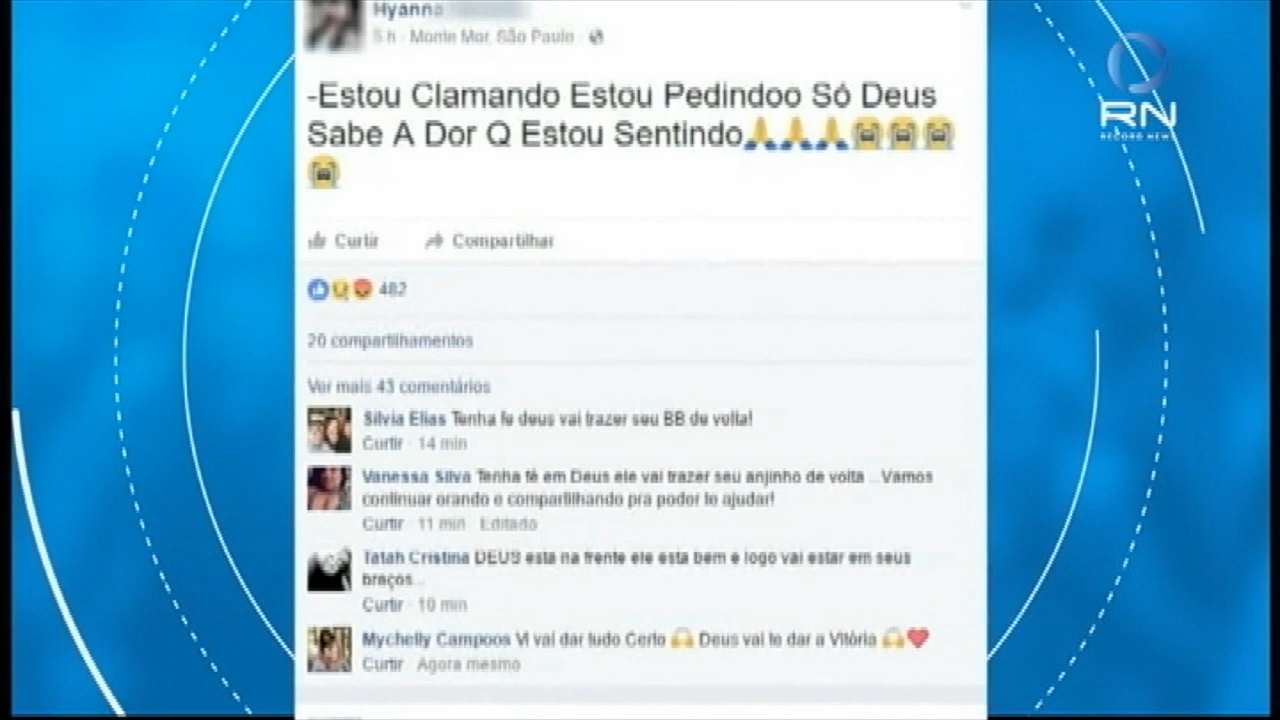 Hyanna
5 h · Monte Mor, São Paulo
-Estou Clamando Estou Pedindoo Só Deus
Sabe A Dor Q Estou Sentindo🙏🙏🙏😭😭😭
😭
Curtir Compartilhar
482
20 compartilhamentos
Ver mais 43 comentários
Silvia Elias Tenha fe deus vai trazer seu BB de volta!
Curtir · 14 min
Vanessa Silva Tenha fé em Deus ele vai trazer seu anjinho de volta ...Vamos
continuar orando e compartilhando pra poder te ajudar!
Curtir · 11 min · Editado
Tatah Cristina DEUS esta na frente ele esta bem e logo vai estar em seus
braços...
Curtir · 10 min
Mychelly Campoos Vi vai dar tudo Certo 🙌 Deus vai te dar a Vitória 🙌❤
Curtir · Agora mesmo
RN
RECORD NEWS